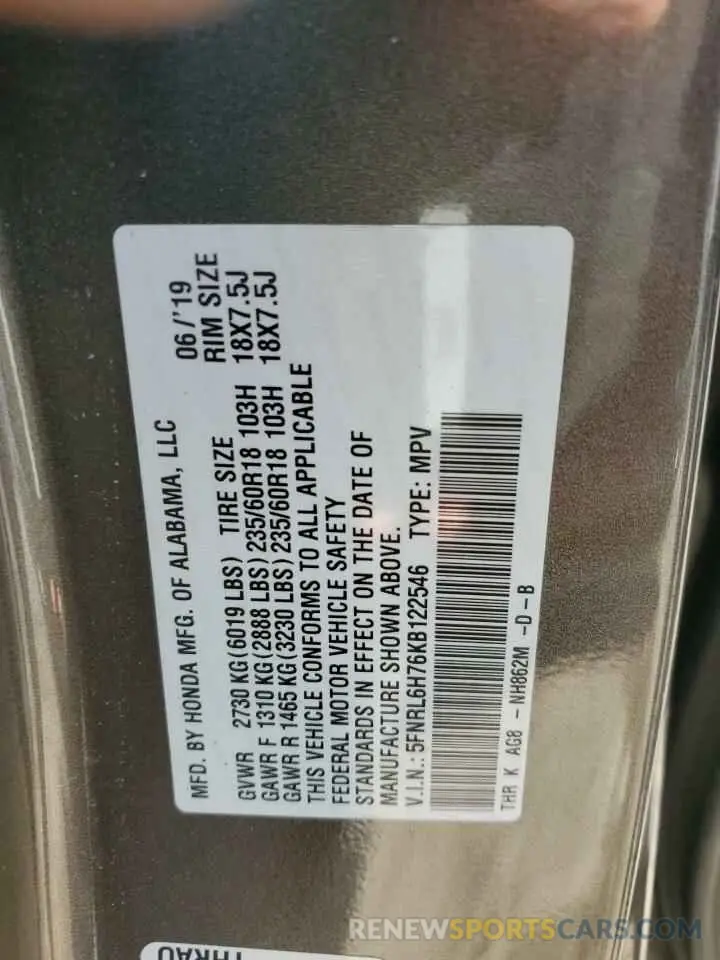 MFD. BY HONDA MFG. OF ALABAMA, LLC 06/'19
GVWR 2730 KG (6019 LBS) TIRE SIZE RIM SIZE
GAWR F 1310 KG (2888 LBS) 235/60R18 103H 18X7.5J
GAWR R 1465 KG (3230 LBS) 235/60R18 103H 18X7.5J
THIS VEHICLE CONFORMS TO ALL APPLICABLE
FEDERAL MOTOR VEHICLE SAFETY
STANDARDS IN EFFECT ON THE DATE OF
MANUFACTURE SHOWN ABOVE.
V.I.N.: 5FNRL6H76KB122546 TYPE: MPV
THR K AG8 - NH862M -D-B
THRAO
RENEWSPORTSCARS.COM